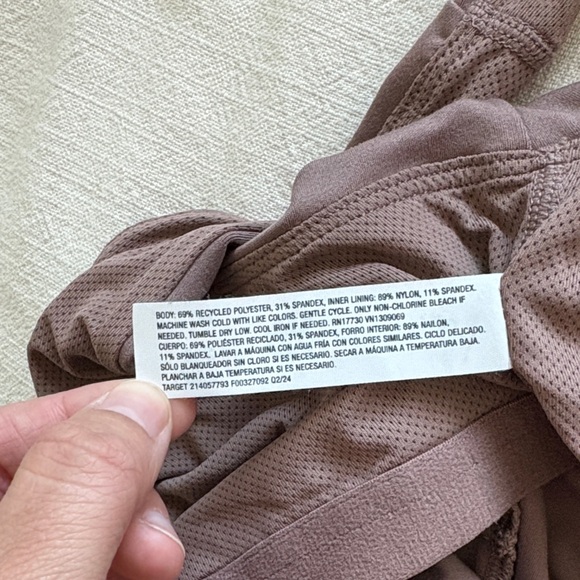 BODY: 69% RECYCLED POLYESTER, 31% SPANDEX, INNER LINING: 89% NYLON, 11% SPANDEX.
MACHINE WASH COLD WITH LIKE COLORS. GENTLE CYCLE. ONLY NON-CHLORINE BLEACH IF
NEEDED. TUMBLE DRY LOW. COOL IRON IF NEEDED. RN17730 VN1309069
CUERPO: 69% POLIÉSTER RECICLADO, 31% SPANDEX, FORRO INTERIOR: 89% NAILON,
11% SPANDEX. LAVAR A MÁQUINA CON AGUA FRÍA CON COLORES SIMILARES. CICLO DELICADO.
SÓLO BLANQUEADOR SIN CLORO SI ES NECESARIO. SECAR A MÁQUINA A TEMPERATURA BAJA.
PLANCHAR A BAJA TEMPERATURA SI ES NECESARIO.
TARGET 214057793 F00327092 02/24